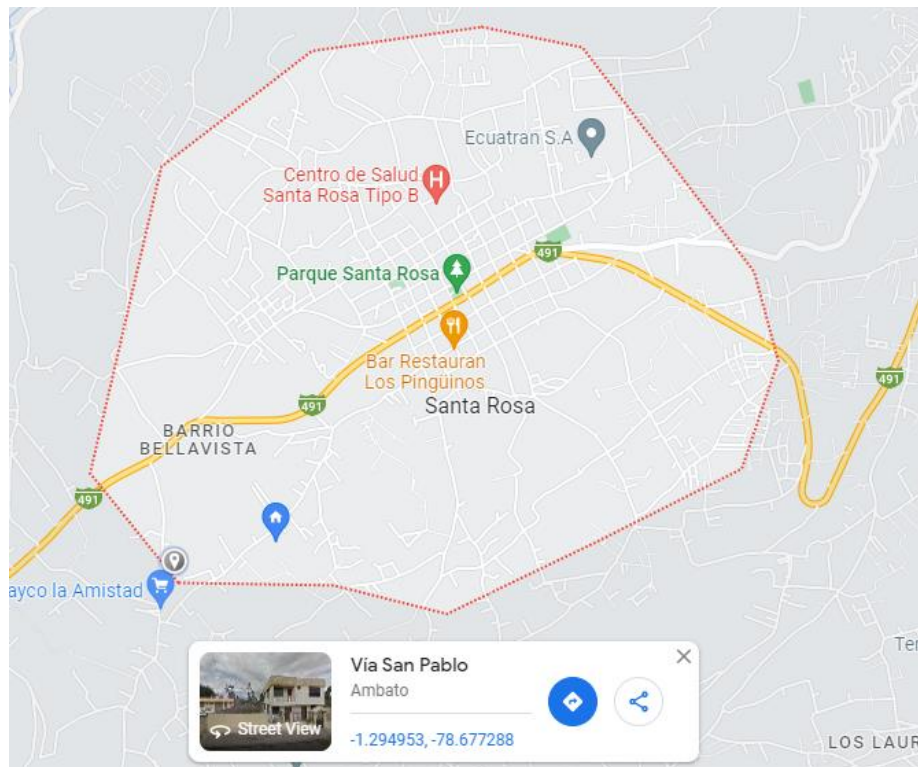 Ecuatran S.A
Centro de Salud
Santa Rosa Tipo B
491
Parque Santa Rosa
Bar Restauran
Los Pingüinos
491
Santa Rosa
491
BARRIO
BELLAVISTA
491
ayco la Amistad
Ter
Vía San Pablo
Ambato
Street View
-1.294953, -78.677288
LOS LAUR